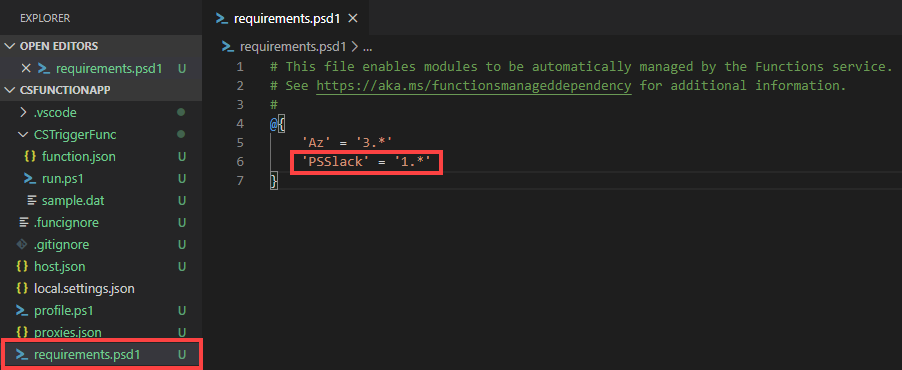 EXPLORER
OPEN EDITORS
requirements.psd1 U
CSFUNCTIONAPP
.vscode
CSTriggerFunc
function.json U
run.ps1 U
sample.dat U
.funcignore U
.gitignore U
host.json U
local.settings.json
profile.ps1 U
proxies.json U
requirements.psd1 U
requirements.psd1
requirements.psd1 > ...
1 # This file enables modules to be automatically managed by the Functions service.
2 # See https://aka.ms/functionsmanageddependency for additional information.
3 #
4 @{
5 'Az' = '3.*'
6 'PSSlack' = '1.*'
7 }